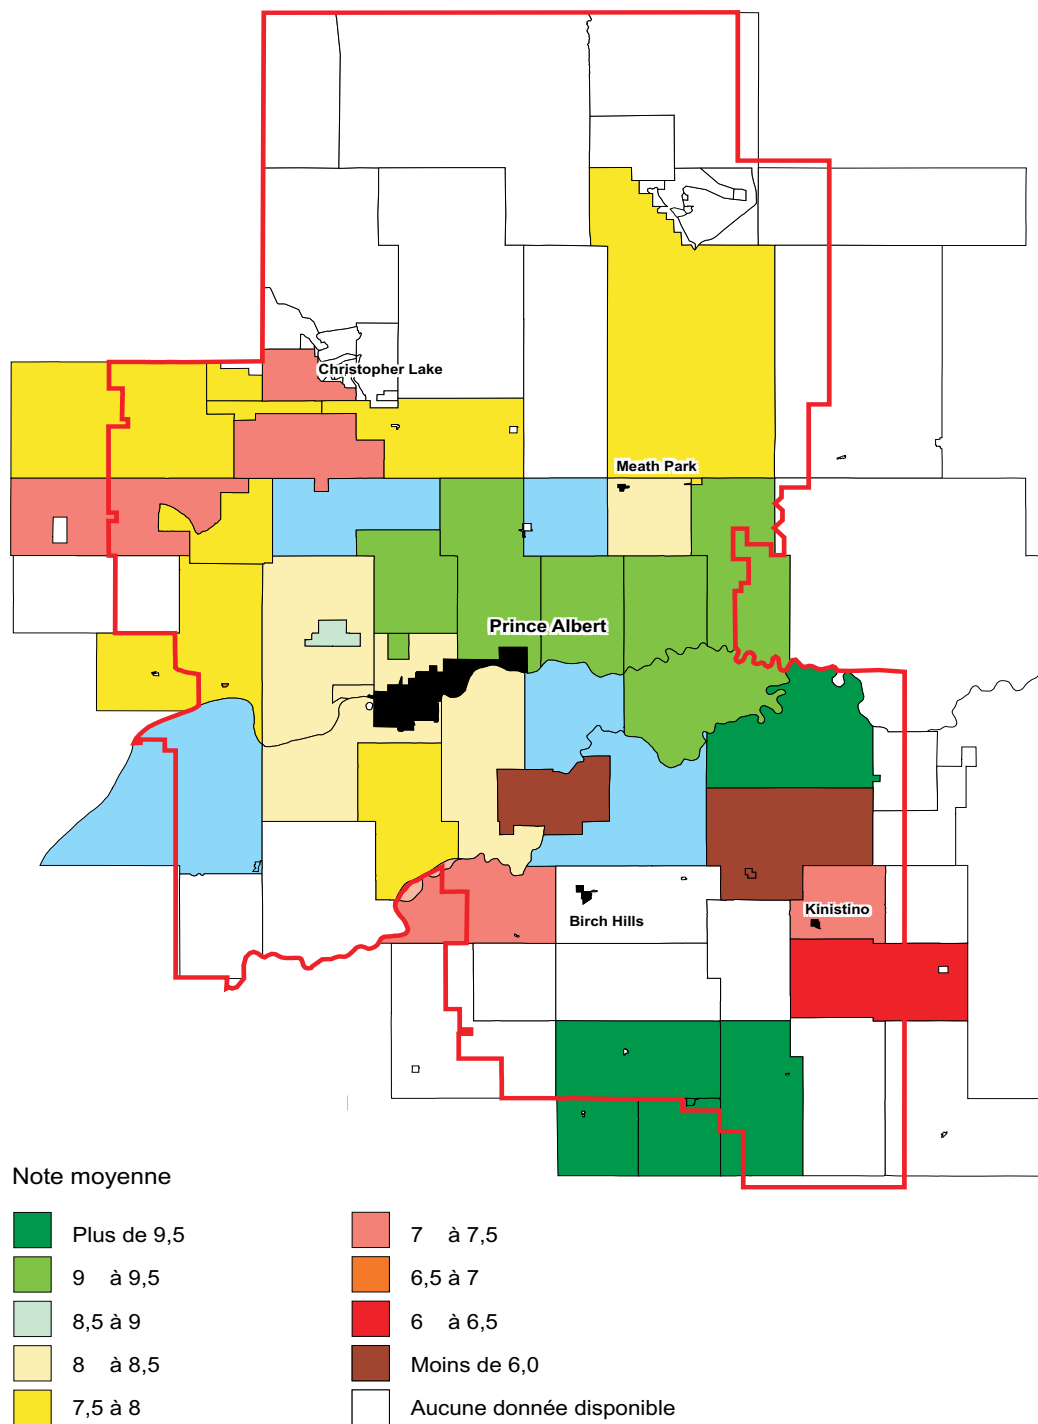 Christopher Lake
Meath Park
Prince Albert
Birch Hills
Kinistino
Note moyenne
Plus de 9,5
9 à 9,5
8,5 à 9
8 à 8,5
7,5 à 8
7 à 7,5
6,5 à 7
6 à 6,5
Moins de 6,0
Aucune donnée disponible